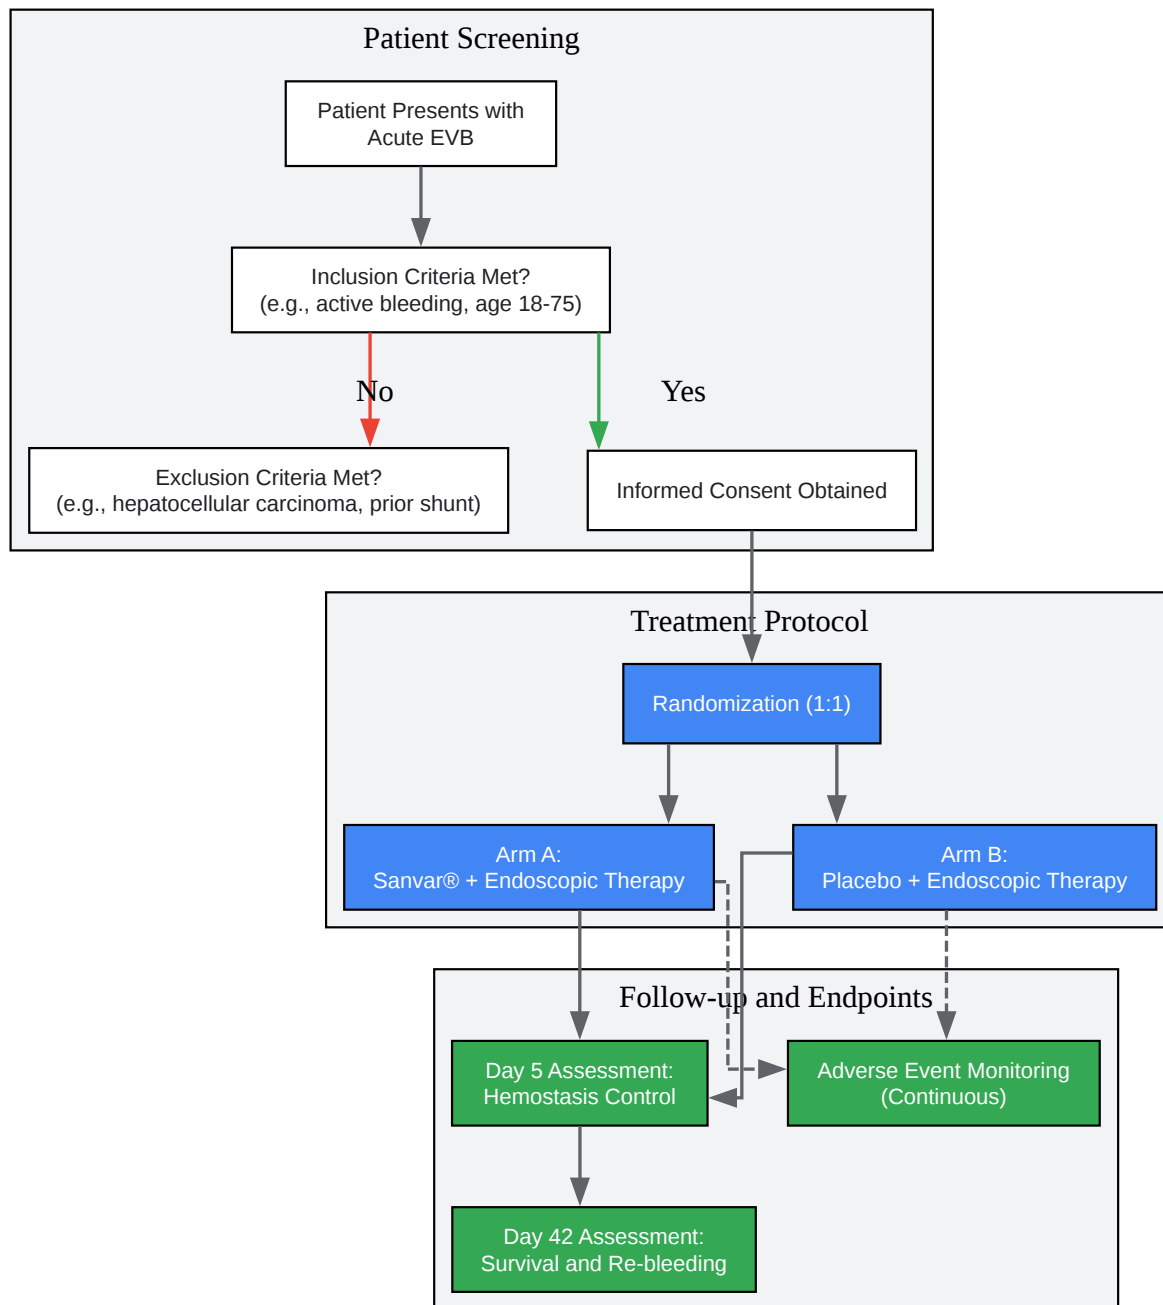 Patient Screening
Patient Presents with
Acute EVB
Inclusion Criteria Met?
(e.g., active bleeding, age 18-75)
No
Yes
Exclusion Criteria Met?
(e.g., hepatocellular carcinoma, prior shunt)
Informed Consent Obtained
Treatment Protocol
Randomization (1:1)
Arm A:
Sanvar® + Endoscopic Therapy
Arm B:
Placebo + Endoscopic Therapy
Follow-up and Endpoints
Day 5 Assessment:
Hemostasis Control
Adverse Event Monitoring
(Continuous)
Day 42 Assessment:
Survival and Re-bleeding